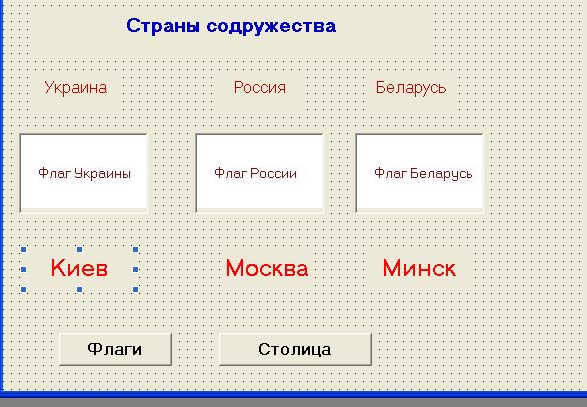 Страны содружества
Украина Россия Беларусь
Флаг Украины Флаг России Флаг Беларусь
Киев Москва Минск
Флаги Столица